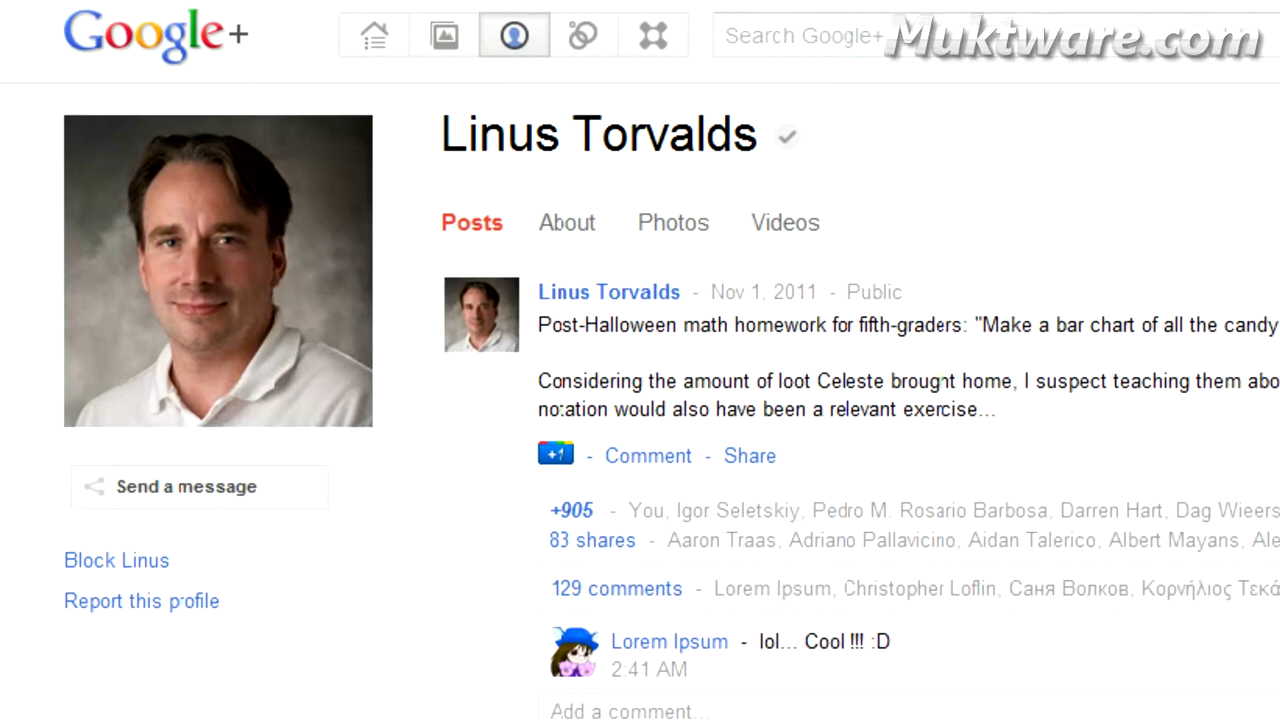 Google+
Search Google+
Muktware.com
Linus Torvalds
Posts About Photos Videos
Linus Torvalds - Nov 1, 2011 - Public
Post-Halloween math homework for fifth-graders: "Make a bar chart of all the candy
Considering the amount of loot Celeste brought home, I suspect teaching them abo
notation would also have been a relevant exercise...
+1 - Comment - Share
Send a message
+905 - You, Igor Seletskiy, Pedro M. Rosario Barbosa, Darren Hart, Dag Wieers
83 shares - Aaron Traas, Adriano Pallavicino, Aidan Talerico, Albert Mayans, Ale
Block Linus
129 comments - Lorem Ipsum, Christopher Loflin, Саня Волков, Κορνήλιος Τεκά
Report this profile
Lorem Ipsum - lol... Cool !!! :D
2:41 AM
Add a comment...